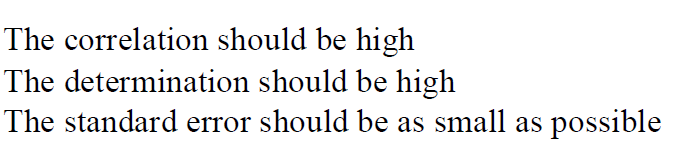 The correlation should be high
The determination should be high
The standard error should be as small as possible